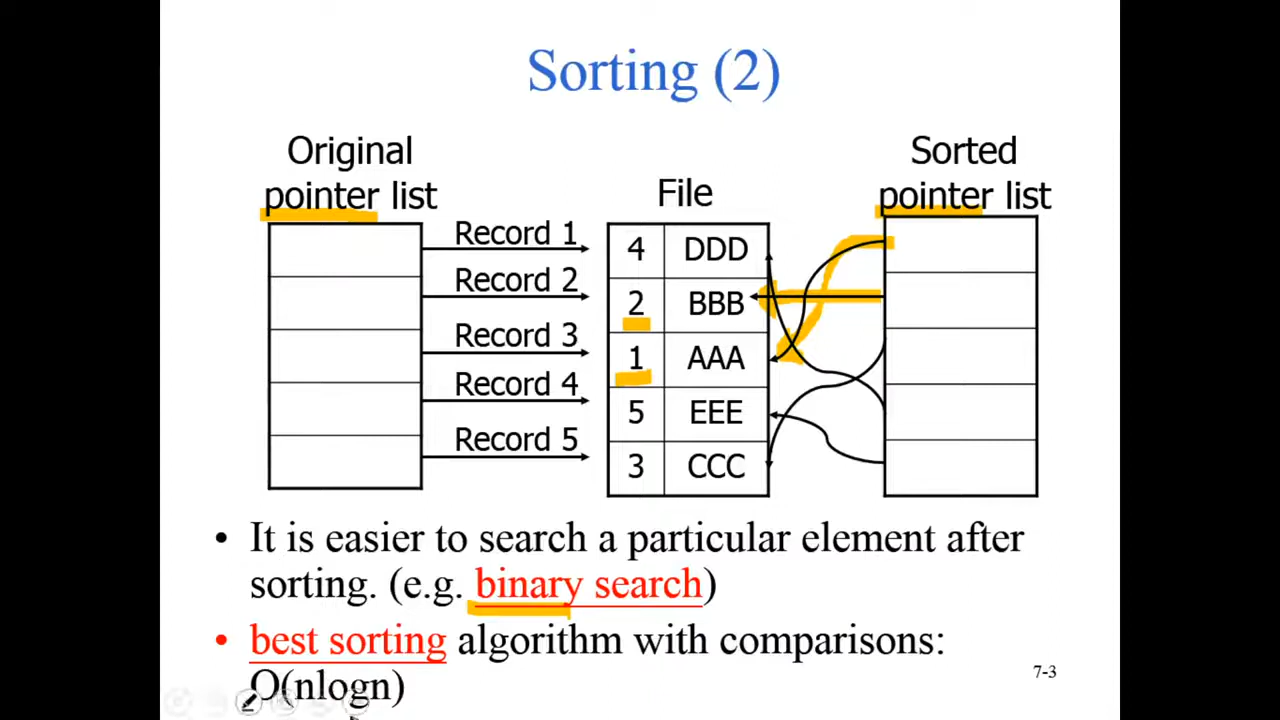 Sorting (2)
Original
pointer list
File
Sorted
pointer list
Record 1
Record 2
Record 3
Record 4
Record 5
4 DDD
2 BBB
1 AAA
5 EEE
3 CCC
• It is easier to search a particular element after
sorting. (e.g. binary search)
• best sorting algorithm with comparisons:
O(nlogn)
7-3